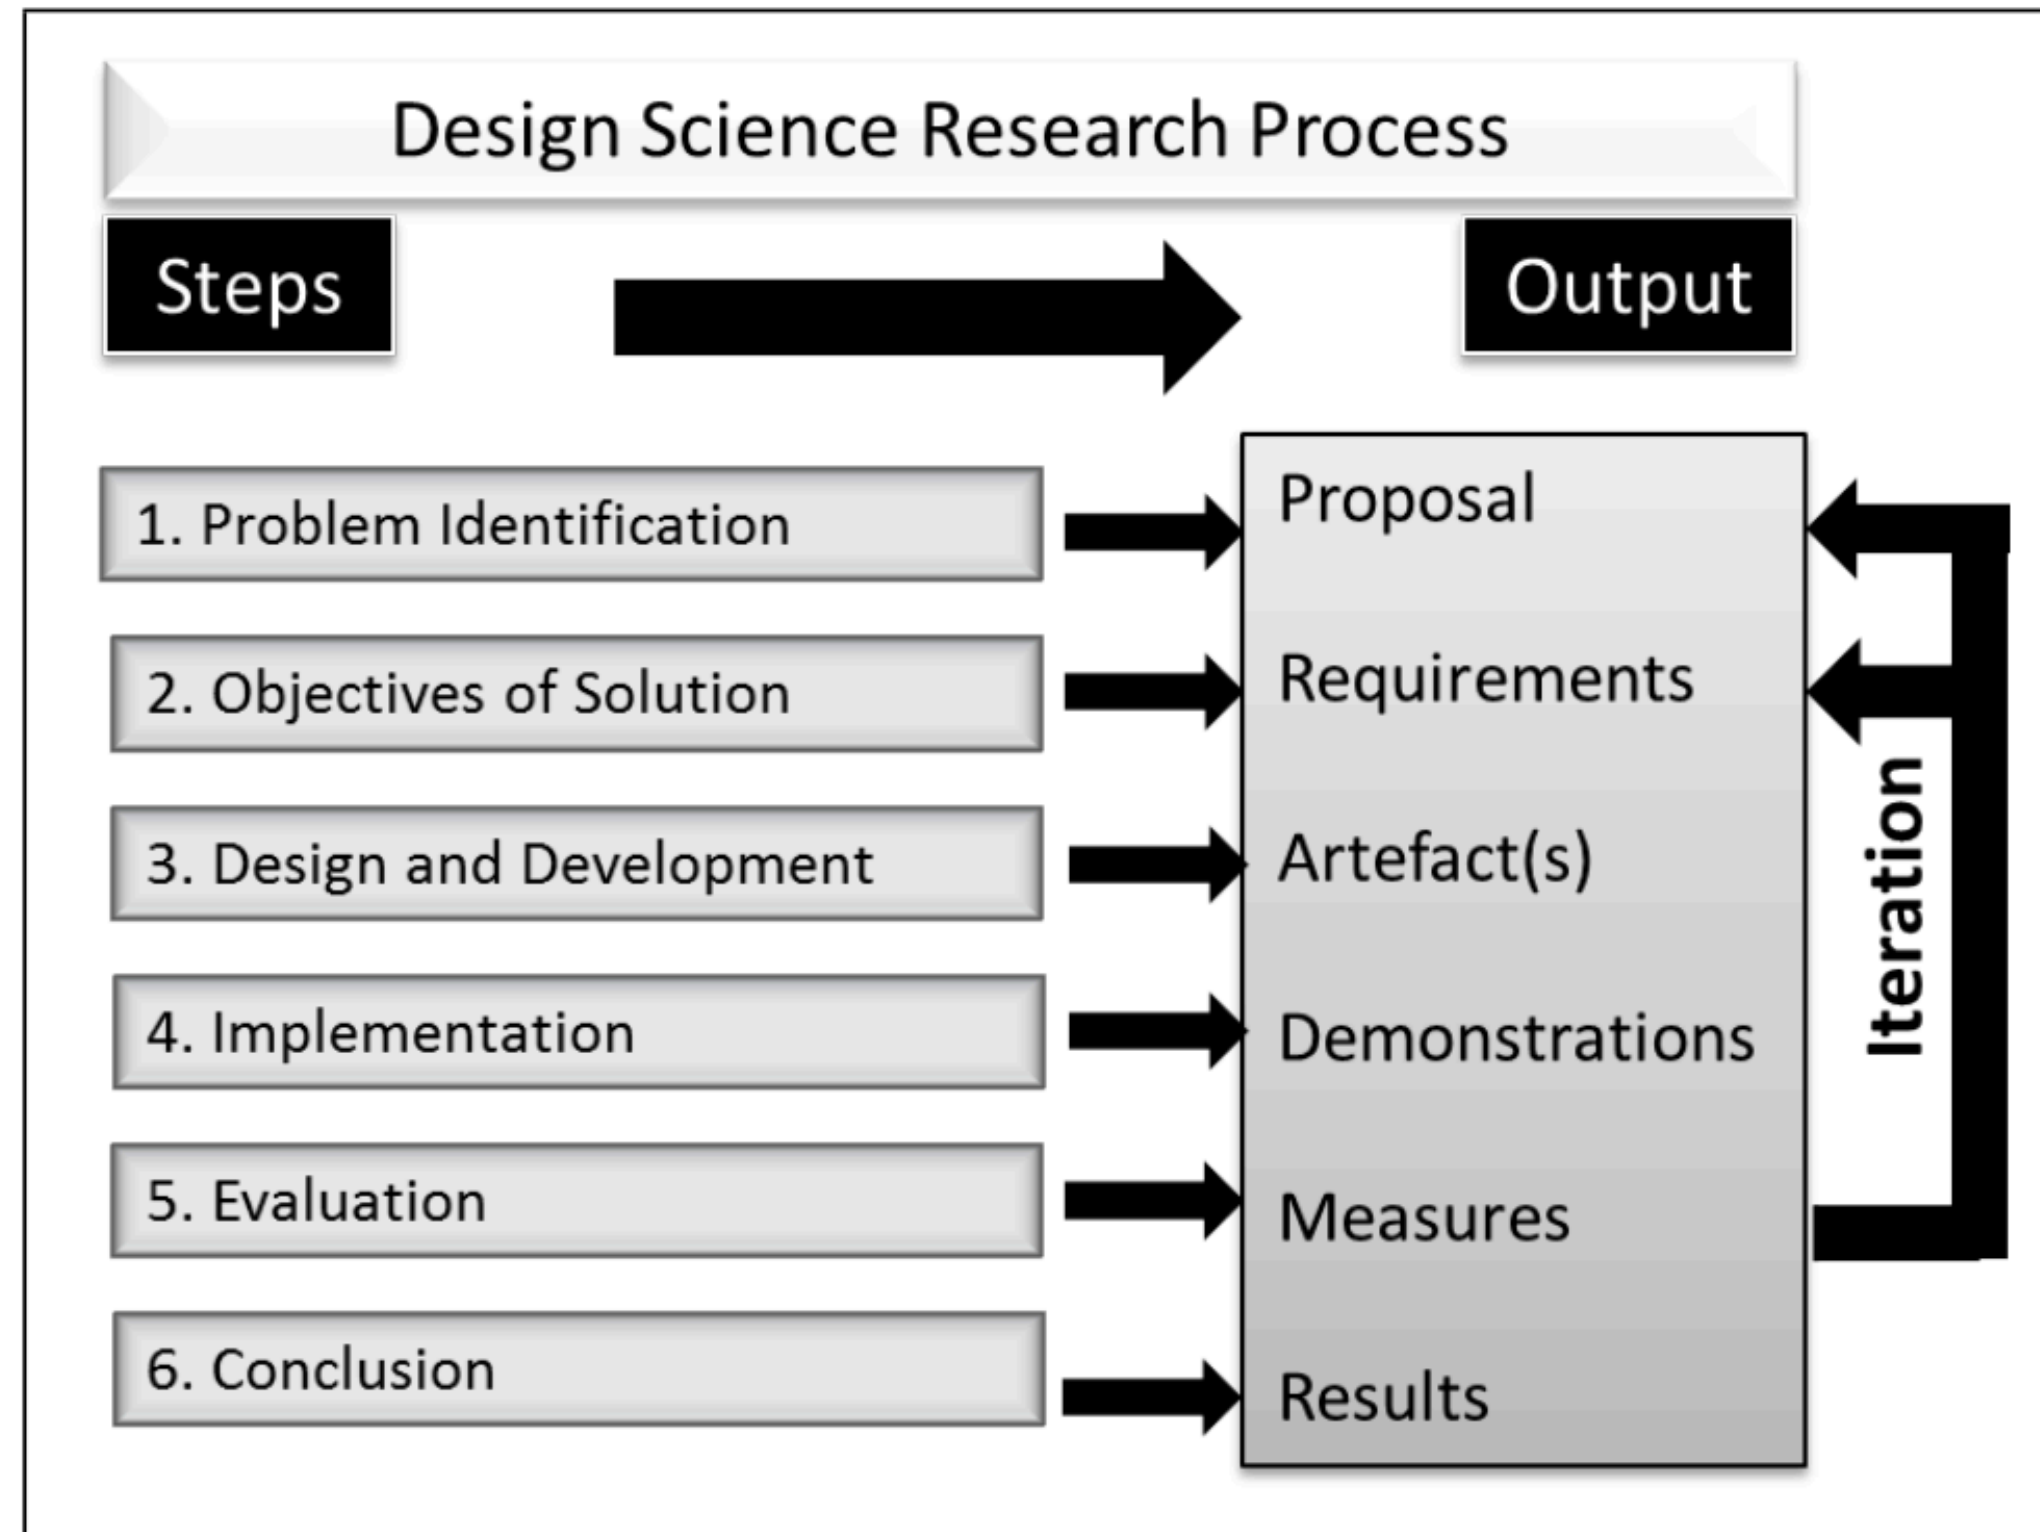 Design Science Research Process
Steps
Output
1. Problem Identification
Proposal
2. Objectives of Solution
Requirements
3. Design and Development
Artefact(s)
4. Implementation
Demonstrations
5. Evaluation
Measures
6. Conclusion
Results
Iteration